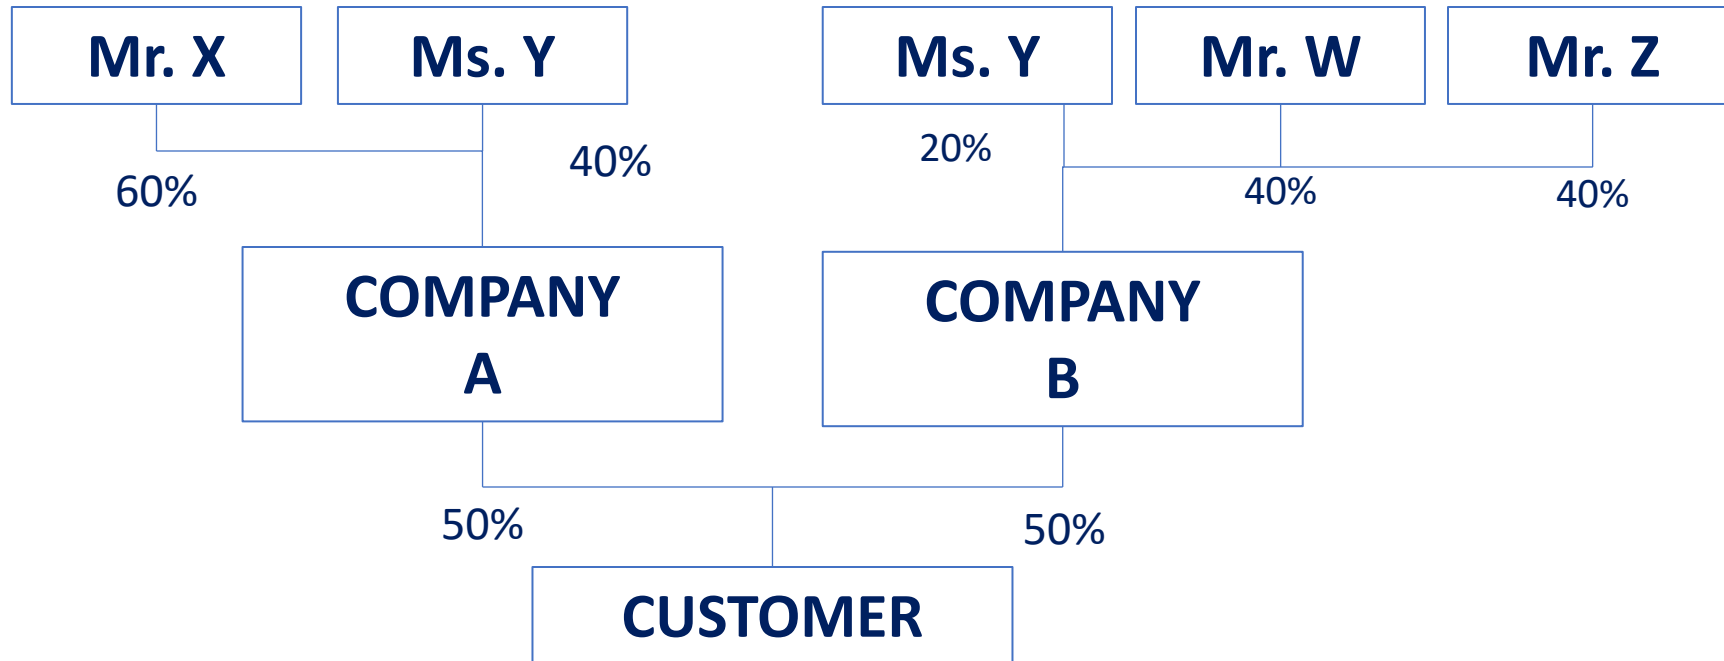 Mr. X
Ms. Y
Ms. Y
Mr. W
Mr. Z
60%
40%
20%
40%
40%
COMPANY
A
COMPANY
B
50%
50%
CUSTOMER